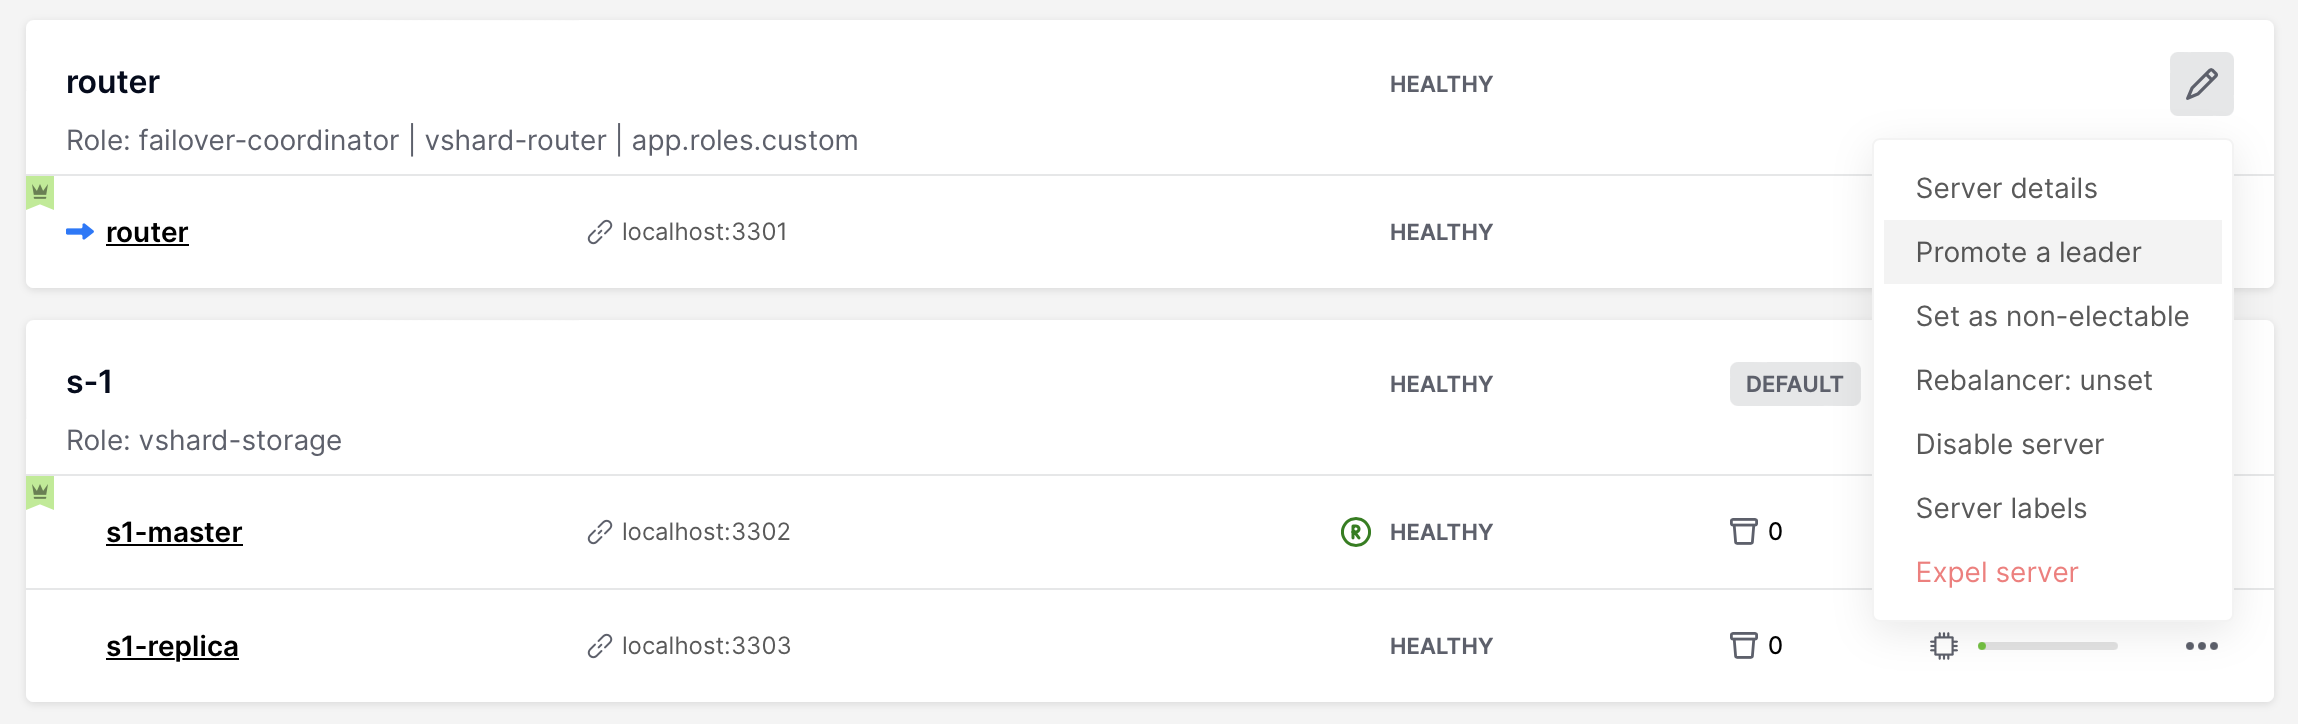 router
HEALTHY
Role: failover-coordinator | vshard-router | app.roles.custom
router
localhost:3301
HEALTHY
s-1
HEALTHY
DEFAULT
Role: vshard-storage
s1-master
localhost:3302
R
HEALTHY
0
s1-replica
localhost:3303
HEALTHY
0
Server details
Promote a leader
Set as non-electable
Rebalancer: unset
Disable server
Server labels
Expel server